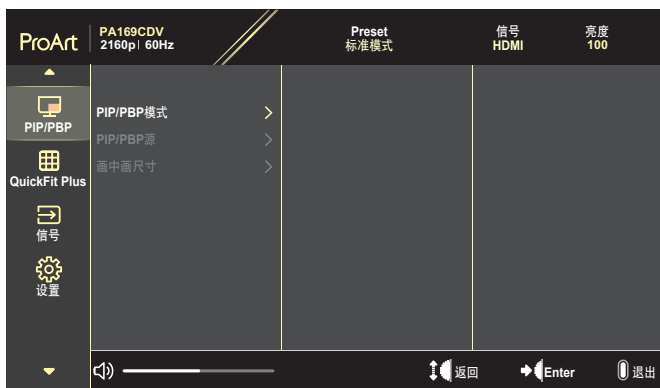 ProArt
PA169CDV
2160p| 60Hz
Preset
标准模式
信号
HDMI
亮度
100
PIP/PBP
QuickFit Plus
信号
设置
PIP/PBP模式
PIP/PBP源
画中画尺寸
返回
Enter
退出